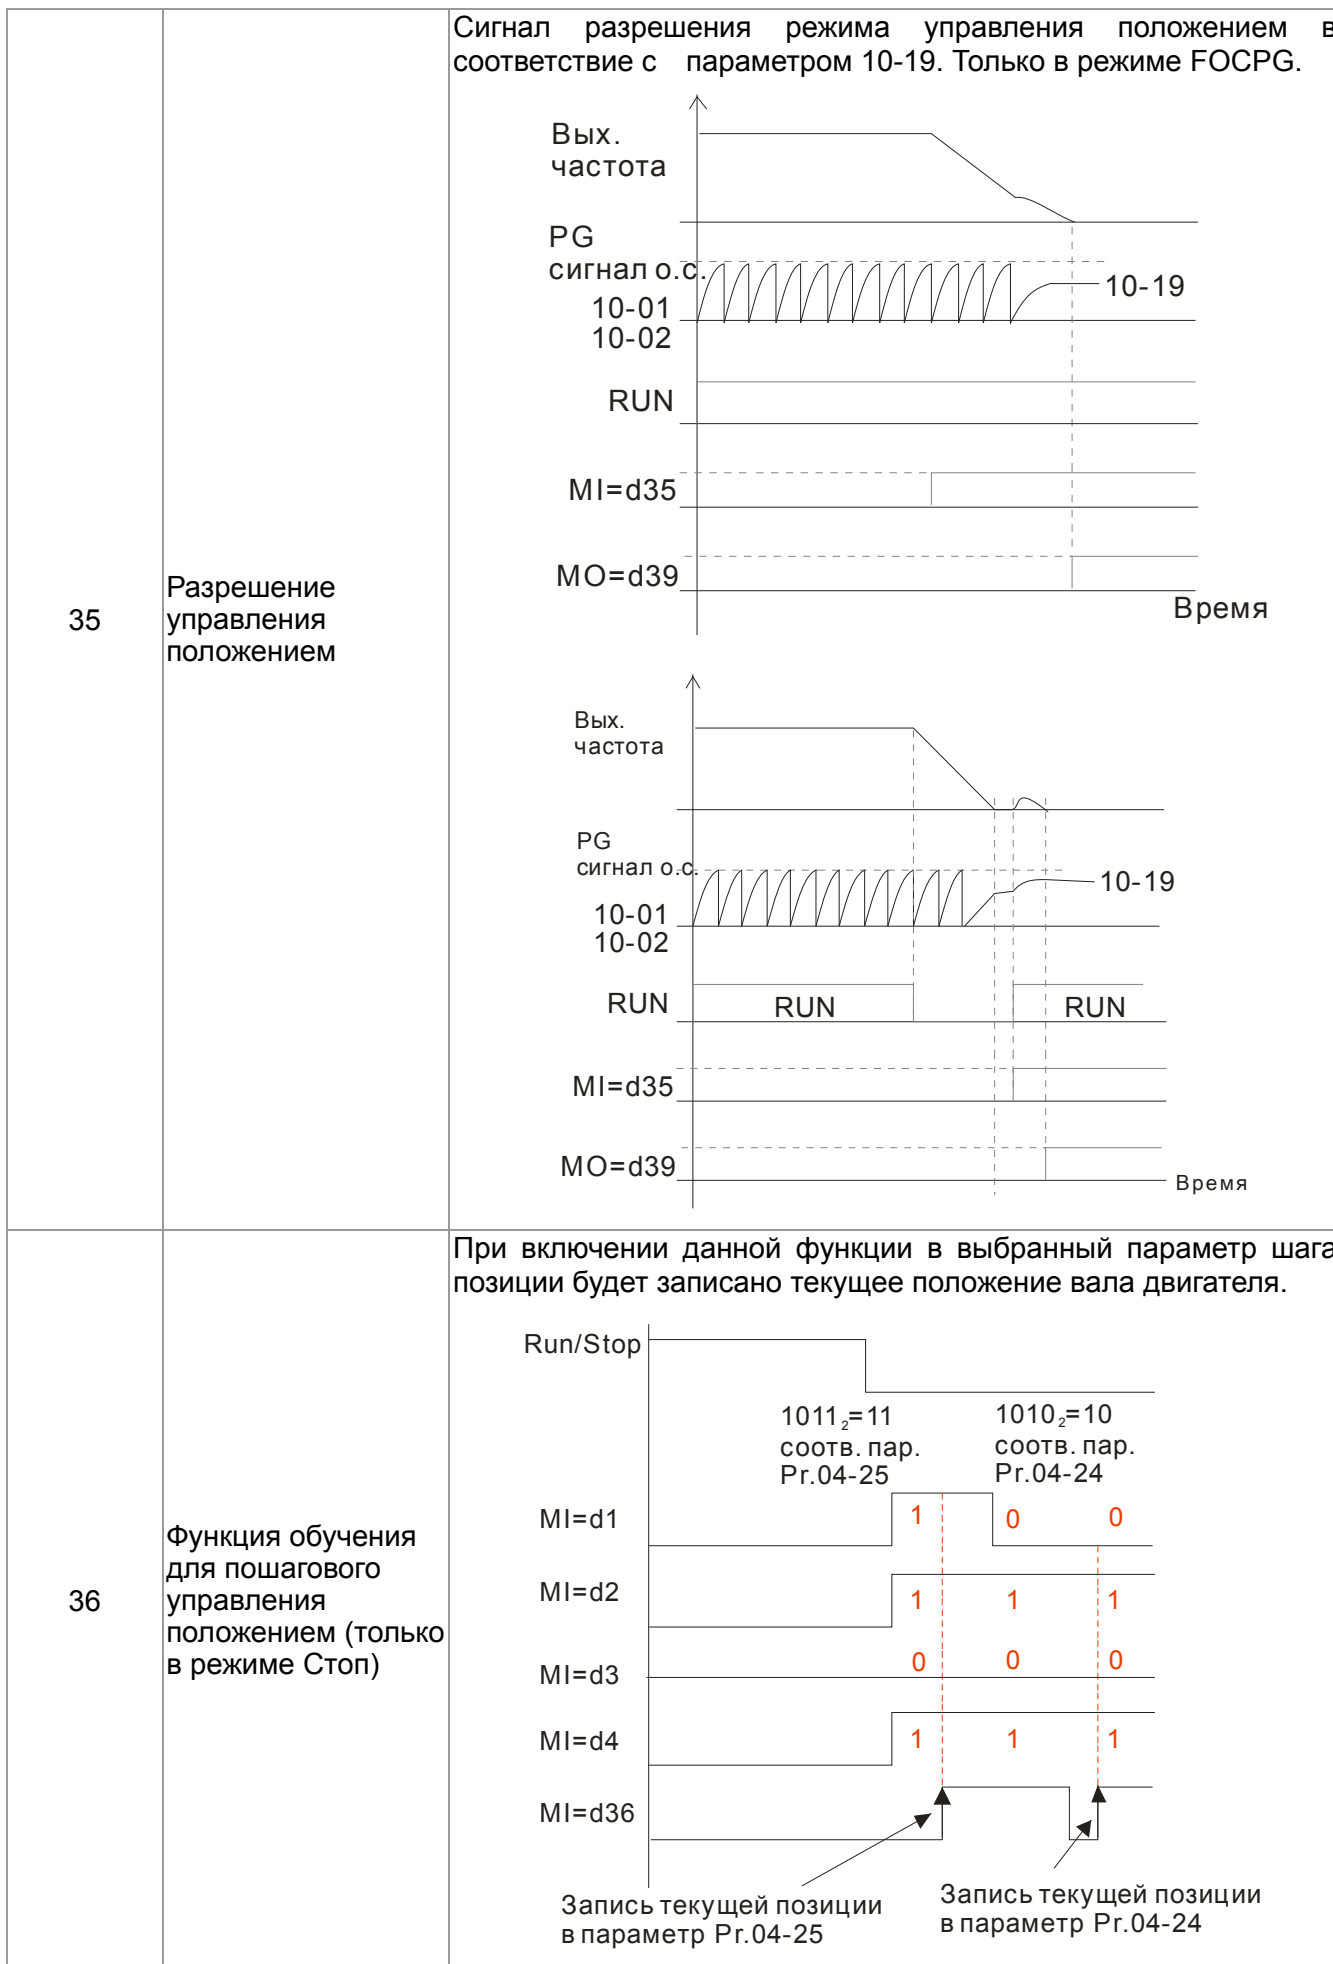 Сигнал разрешения режима управления положением в
соответствие с параметром 10-19. Только в режиме FOCPG.
Вых.
частота
PG
сигнал о.с.
10-01
10-02
10-19
RUN
MI=d35
MO=d39
Время
35
Разрешение
управления
положением
Вых.
частота
PG
сигнал о.с.
10-01
10-02
10-19
RUN
RUN
RUN
MI=d35
MO=d39
Время
При включении данной функции в выбранный параметр шага
позиции будет записано текущее положение вала двигателя.
Run/Stop
1011₂=11
соотв. пар.
Pr.04-25
1010₂=10
соотв. пар.
Pr.04-24
MI=d1
1 0 0
MI=d2
1 1 1
MI=d3
0 0 0
MI=d4
1 1 1
MI=d36
Запись текущей позиции
в параметр Pr.04-25
Запись текущей позиции
в параметр Pr.04-24
36
Функция обучения
для пошагового
управления
положением (только
в режиме Стоп)